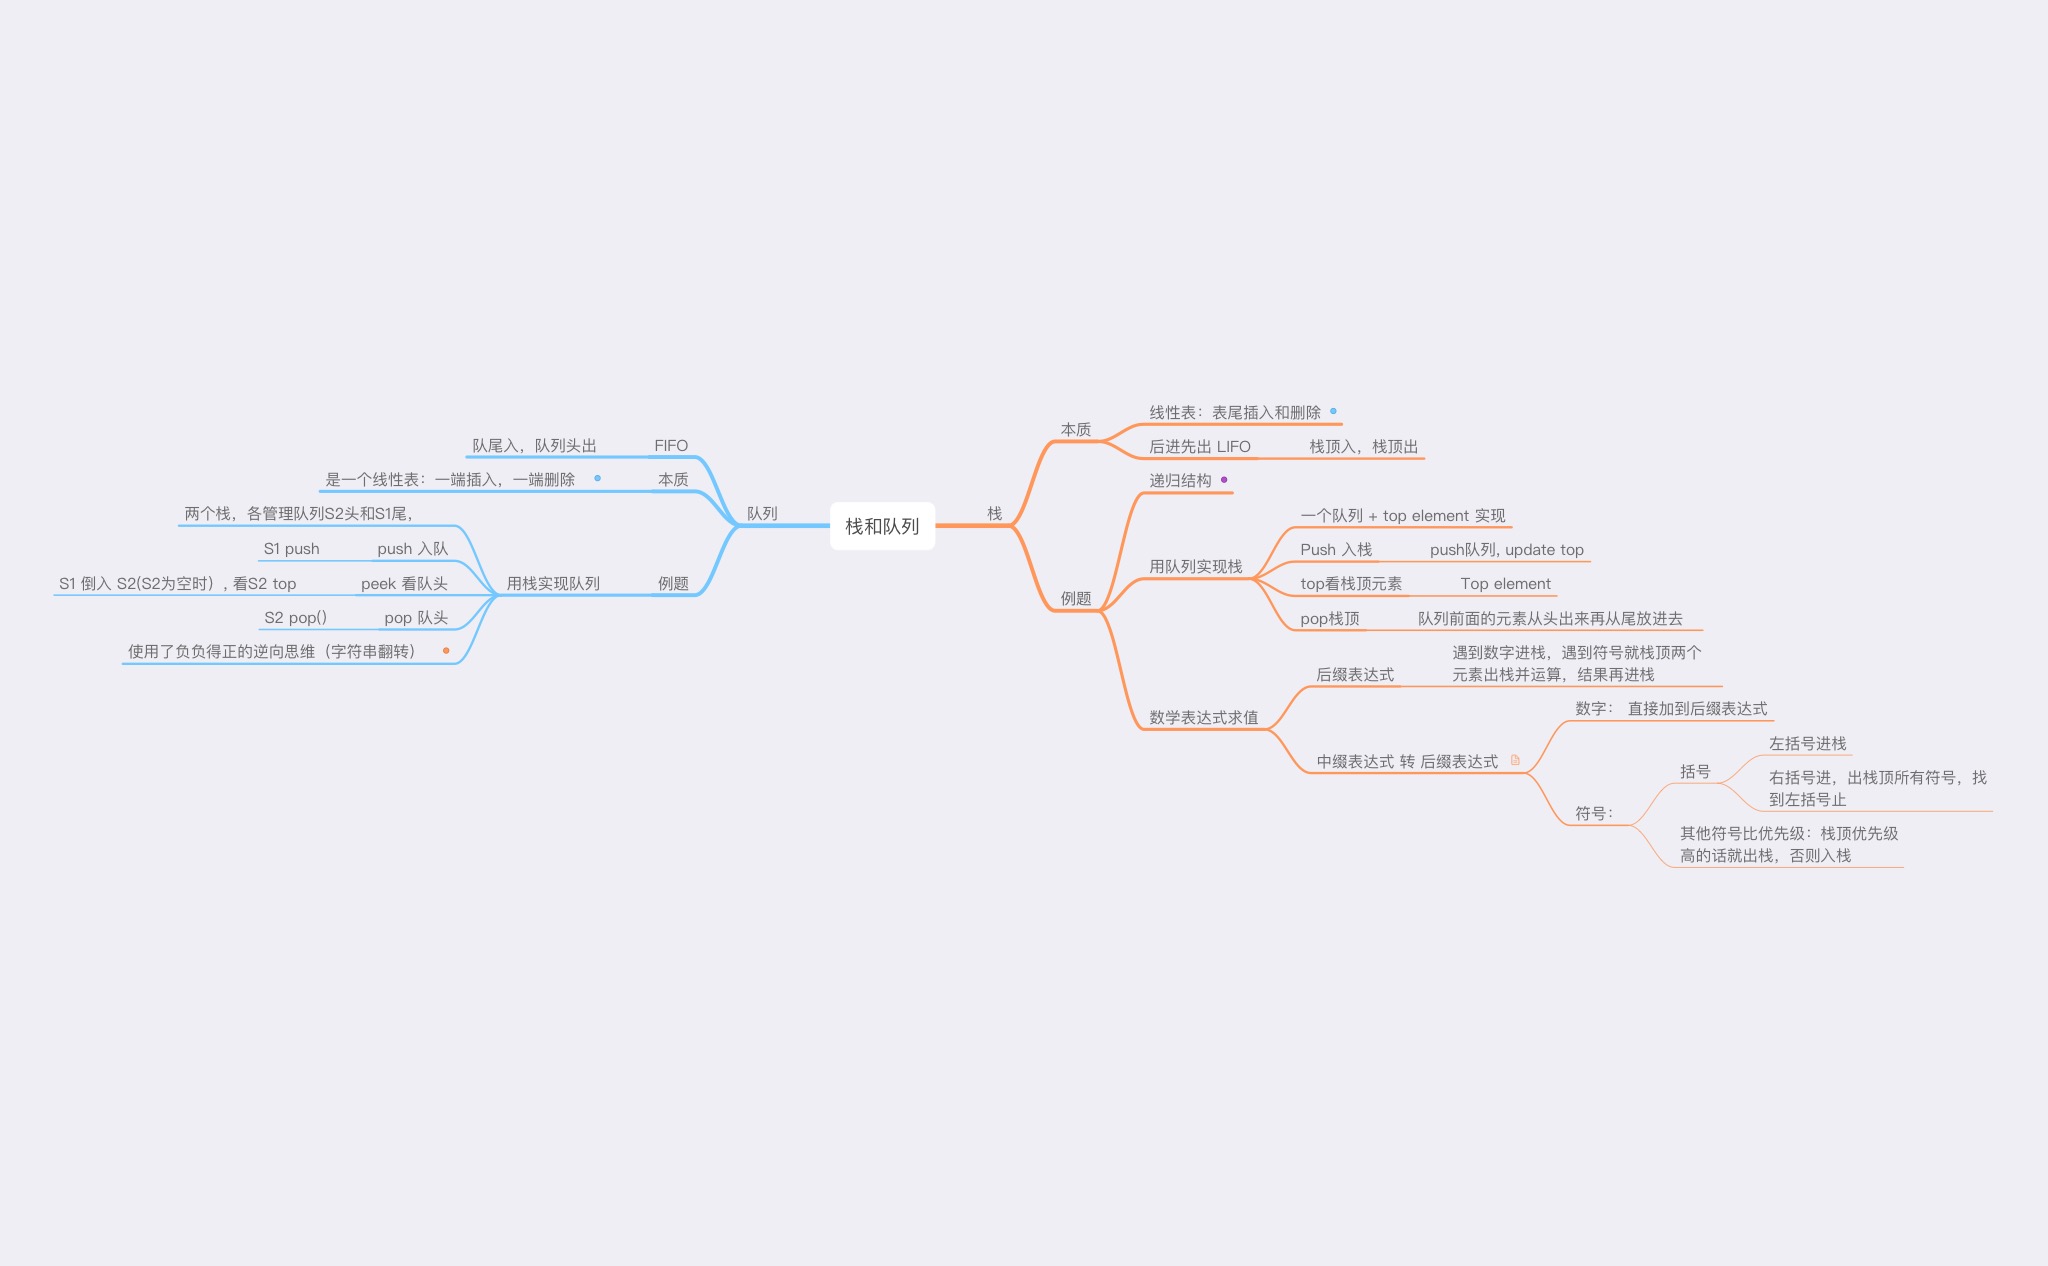 栈和队列
队列
FIFO
队尾入，队列头出
本质
是一个线性表：一端插入，一端删除
例题
用栈实现队列
两个栈，各管理队列S2头和S1尾，
push 入队
S1 push
peek 看队头
S1 倒入 S2(S2为空时）, 看S2 top
pop 队头
S2 pop()
使用了负负得正的逆向思维（字符串翻转）
栈
本质
线性表：表尾插入和删除
后进先出 LIFO
栈顶入，栈顶出
例题
递归结构
用队列实现栈
一个队列 + top element 实现
Push 入栈
push队列, update top
top看栈顶元素
Top element
pop栈顶
队列前面的元素从头出来再从尾放进去
数学表达式求值
后缀表达式
遇到数字进栈，遇到符号就栈顶两个
元素出栈并运算，结果再进栈
中缀表达式 转 后缀表达式
数字： 直接加到后缀表达式
符号：
括号
左括号进栈
右括号进，出栈顶所有符号，找
到左括号止
其他符号比优先级：栈顶优先级
高的话就出栈，否则入栈